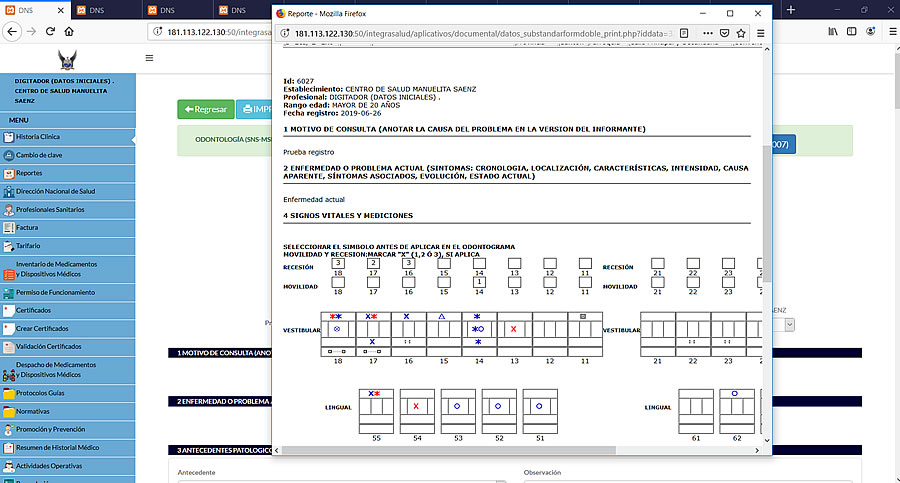 DNS
DNS
DNS
DNS
181.113.122.130:50/integrasa
Reporte - Mozilla Firefox
181.113.122.130:50/integrasalud/aplicativos/documental/datos_substandarformdoble_print.php?iddata=
DIGITADOR (DATOS INICIALES) .
CENTRO DE SALUD MANUELITA
SAENZ
MENU
Historia Clinica
Cambio de clave
Reportes
Dirección Nacional de Salud
Profesionales Sanitarios
Factura
Tarifario
Inventario de Medicamentos
y Dispositivos Médicos
Permiso de Funcionamiento
Certificados
Crear Certificados
Validación Certificados
Despacho de Medicamentos
y Dispositivos Médicos
Protocolos Guías
Normativas
Promoción y Prevención
Resumen de Historial Médico
Actividades Operativas
Regresar
IMPR
ODONTOLOGÍA (SNS-MS
007)
Id: 6027
Establecimiento: CENTRO DE SALUD MANUELITA SAENZ
Profesional: DIGITADOR (DATOS INICIALES) .
Rango edad: MAYOR DE 20 AÑOS
Fecha registro: 2019-06-26
1 MOTIVO DE CONSULTA (ANOTAR LA CAUSA DEL PROBLEMA EN LA VERSION DEL INFORMANTE)
Prueba registro
2 ENFERMEDAD O PROBLEMA ACTUAL (SINTOMAS: CRONOLOGIA, LOCALIZACIÓN, CARACTERÍSTICAS, INTENSIDAD, CAUSA
APARENTE, SÍNTOMAS ASOCIADOS, EVOLUCIÓN, ESTADO ACTUAL)
Enfermedad actual
4 SIGNOS VITALES Y MEDICIONES
SELECCIONAR EL SIMBOLO ANTES DE APLICAR EN EL ODONTOGRAMA
MOVILIDAD Y RECESION:MARCAR "X" (1,2 Ó 3), SI APLICA
RECESIÓN 3 2 3 RECESIÓN
18 17 16 15 14 13 12 11 21 22 23
MOVILIDAD 1 MOVILIDAD
18 17 16 15 14 13 12 11 21 22 23
VESTIBULAR VESTIBULAR
18 17 16 15 14 13 12 11 21 22 23
LINGUAL LINGUAL
55 54 53 52 51 61 62
ENZ
1 MOTIVO DE CONSULTA (ANO
2 ENFERMEDAD O PROBLEMA
3 ANTECEDENTES PATOLOGICO
Antecedente
Observación